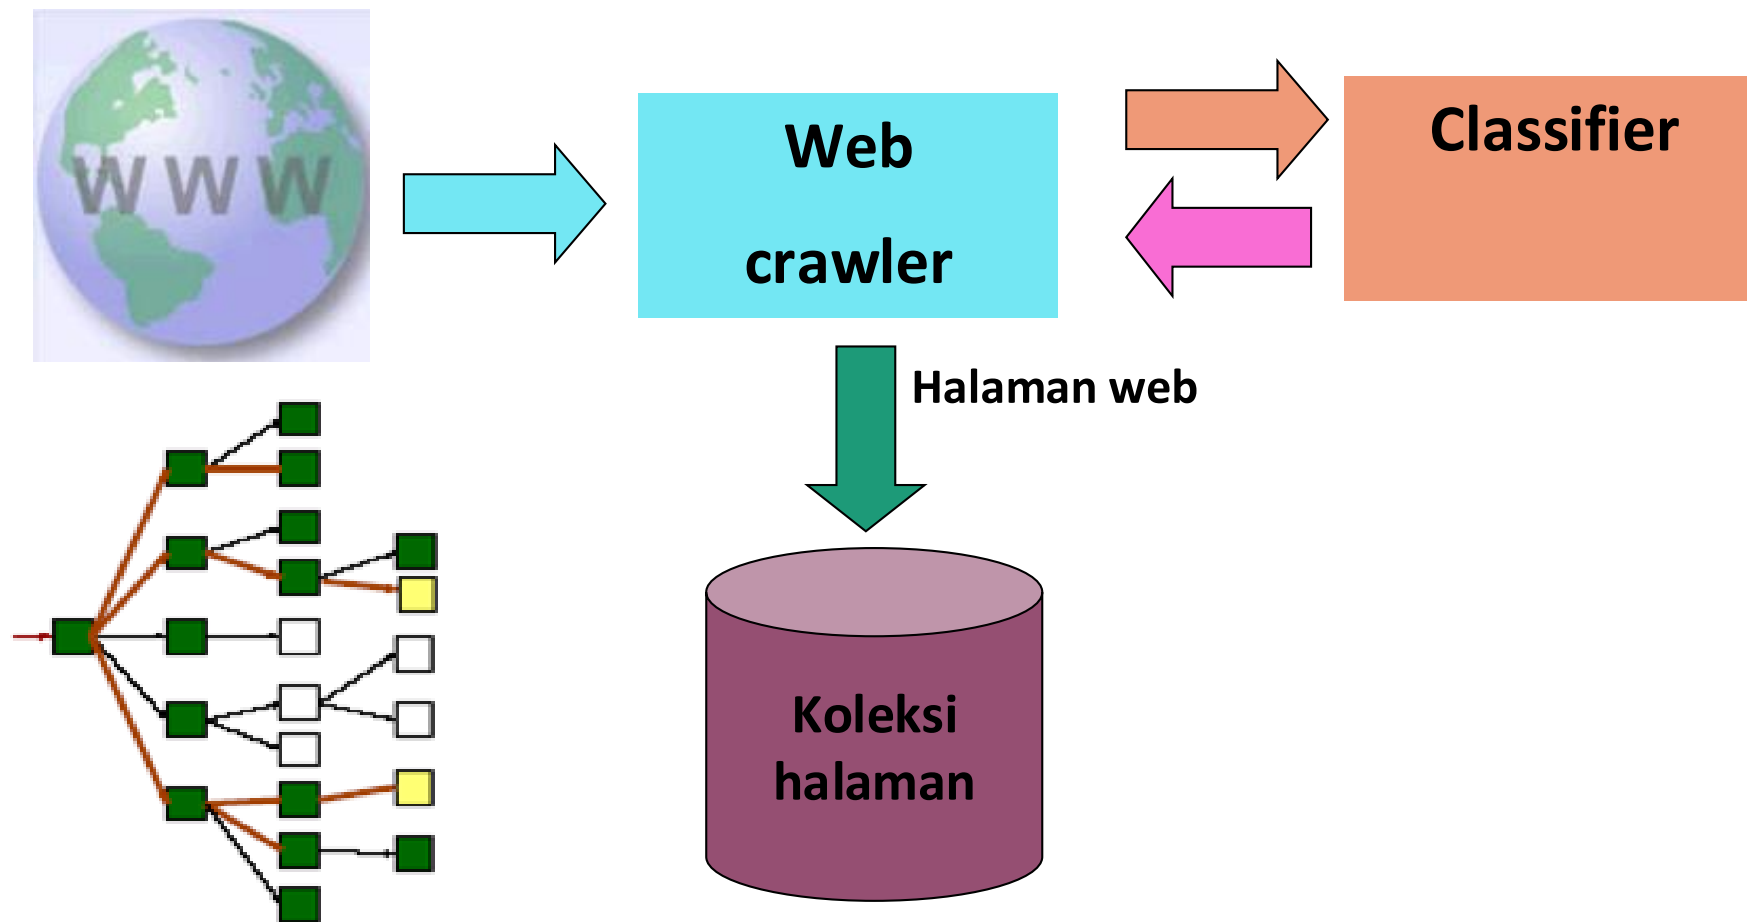 WWW
Web
crawler
Classifier
Halaman web
Koleksi
halaman